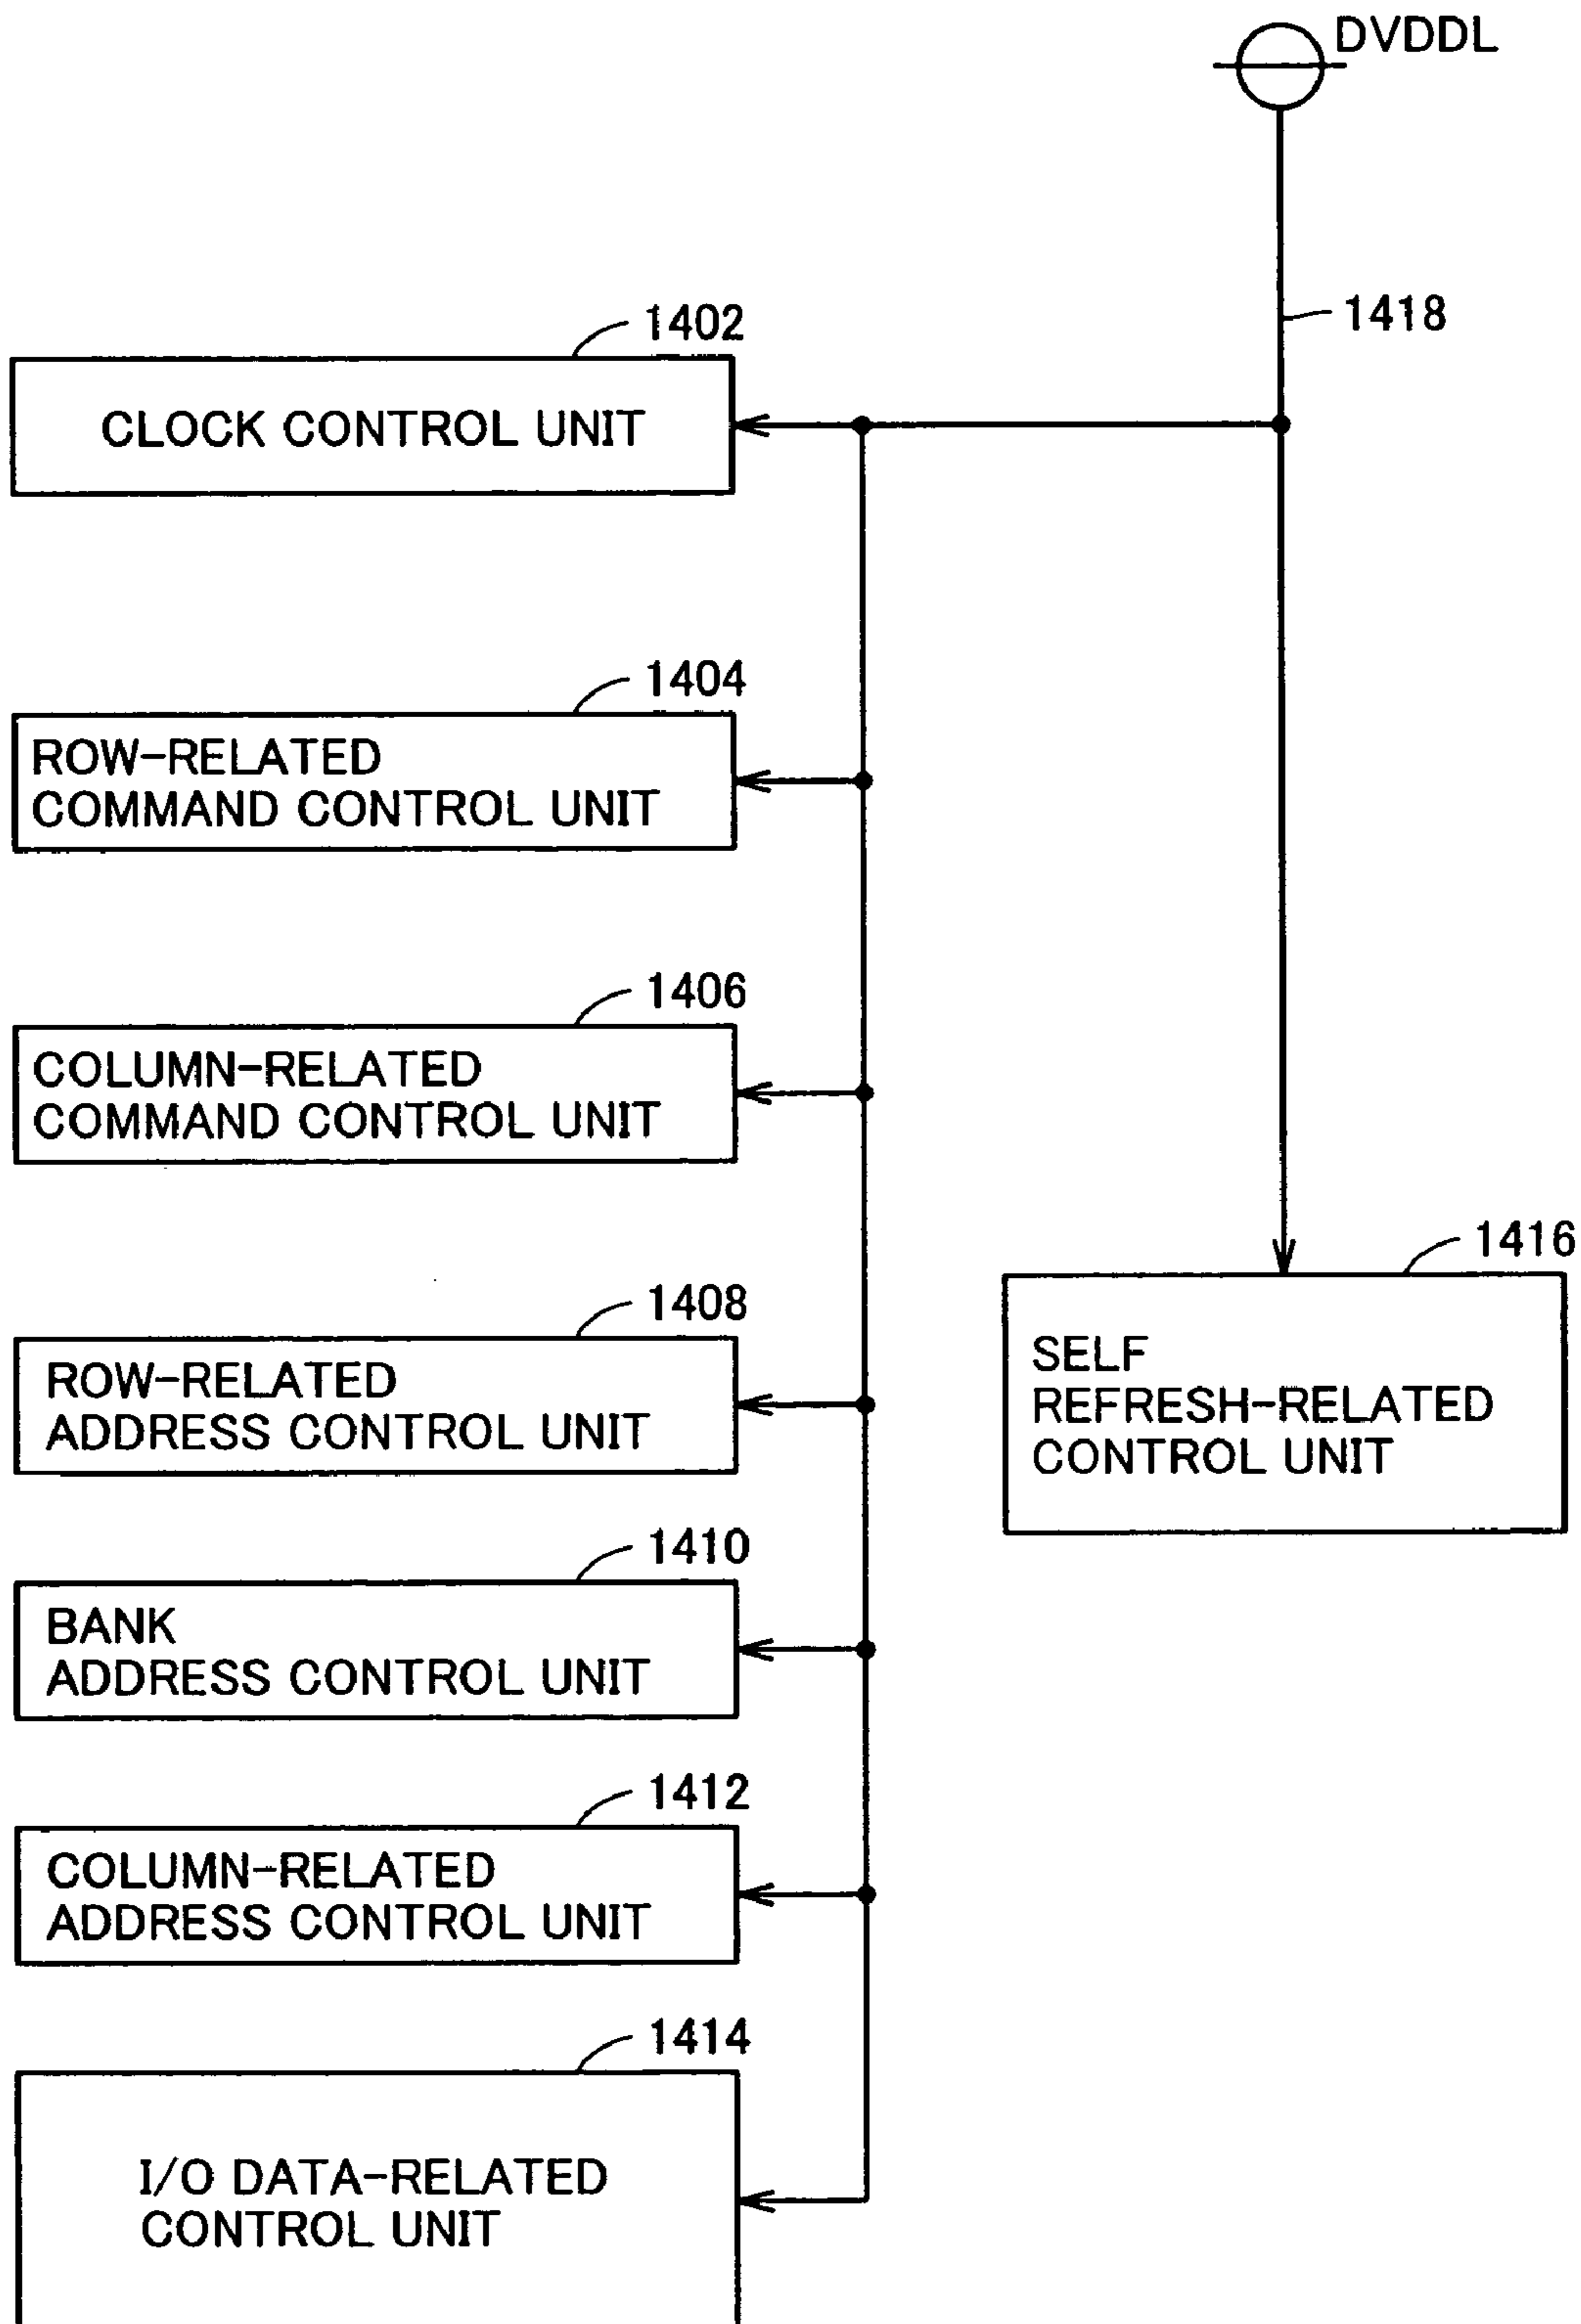 DVDDL
1418
1402
CLOCK CONTROL UNIT
1404
ROW-RELATED
COMMAND CONTROL UNIT
1406
COLUMN-RELATED
COMMAND CONTROL UNIT
1408
ROW-RELATED
ADDRESS CONTROL UNIT
1416
SELF
REFRESH-RELATED
CONTROL UNIT
1410
BANK
ADDRESS CONTROL UNIT
1412
COLUMN-RELATED
ADDRESS CONTROL UNIT
1414
I/O DATA-RELATED
CONTROL UNIT